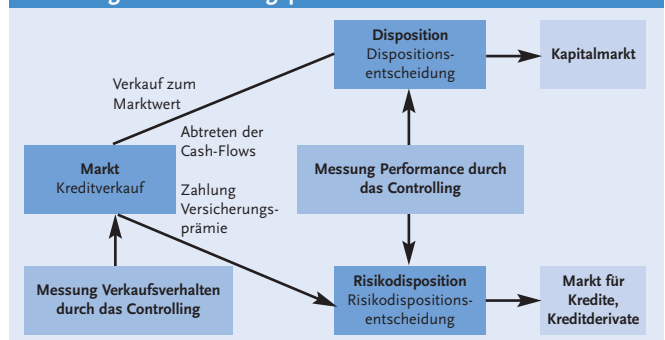 Disposition
Dispositions-
entscheidung
Kapitalmarkt
Verkauf zum
Marktwert
Abtreten der
Cash-Flows
Markt
Kreditverkauf
Messung Performance durch
das Controlling
Zahlung
Versicherungs-
prämie
Messung Verkaufsverhalten
durch das Controlling
Risikodisposition
Risikodispositions-
entscheidung
Markt für
Kredite,
Kreditderivate